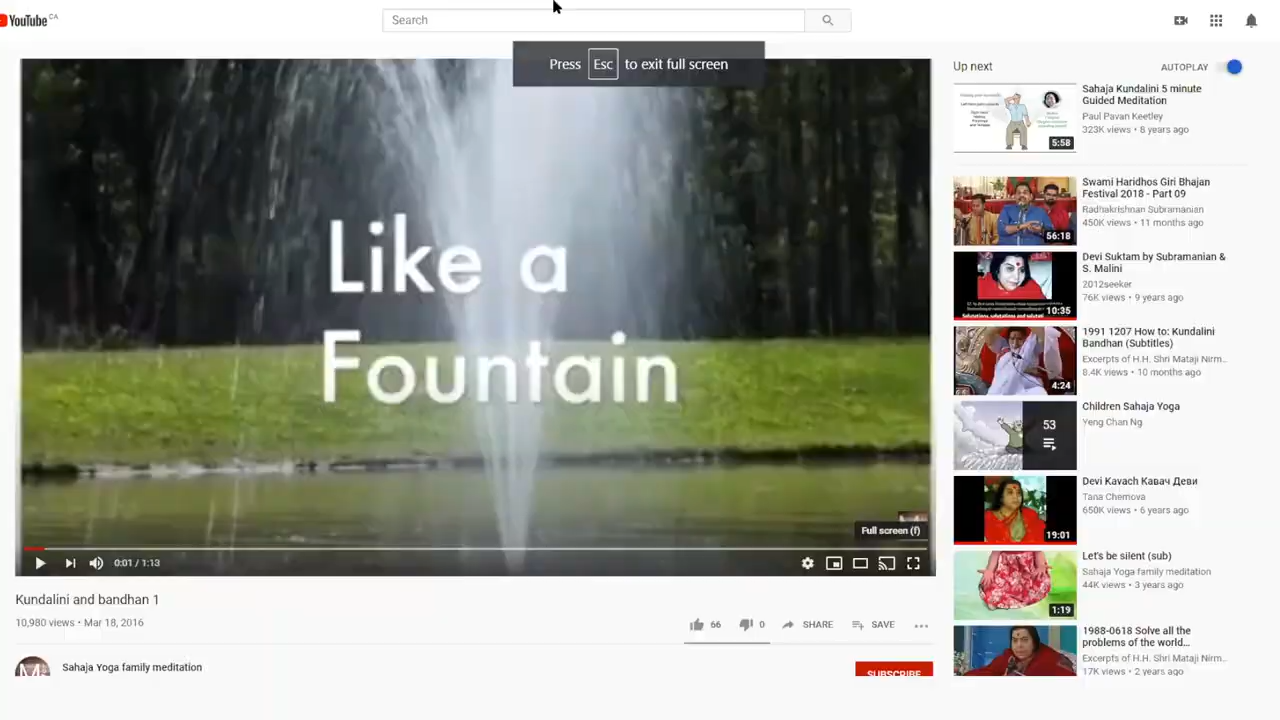 YouTube CA
Search
Press Esc to exit full screen
Like a
Fountain
Full screen (f)
0:01 / 1:13
Kundalini and bandhan 1
10,980 views • Mar 18, 2016
66
0
SHARE
SAVE
Sahaja Yoga family meditation
SUBSCRIBE
Up next
AUTOPLAY
5:58
Sahaja Kundalini 5 minute
Guided Meditation
Paul Pavan Keetley
323K views • 8 years ago
56:18
Swami Haridhos Giri Bhajan
Festival 2018 - Part 09
Radhakrishnan Subramanian
450K views • 11 months ago
10:35
Devi Suktam by Subramanian &
S. Malini
2012seeker
76K views • 9 years ago
4:24
1991 1207 How to: Kundalini
Bandhan (Subtitles)
Excerpts of H.H. Shri Mataji Nirm...
8.4K views • 10 months ago
53
Children Sahaja Yoga
Yeng Chan Ng
19:01
Devi Kavach Кавач Деви
Tana Chernova
650K views • 6 years ago
1:19
Let's be silent (sub)
Sahaja Yoga family meditation
44K views • 3 years ago
1988-0618 Solve all the
problems of the world...
Excerpts of H.H. Shri Mataji Nirm...
17K views • 2 years ago